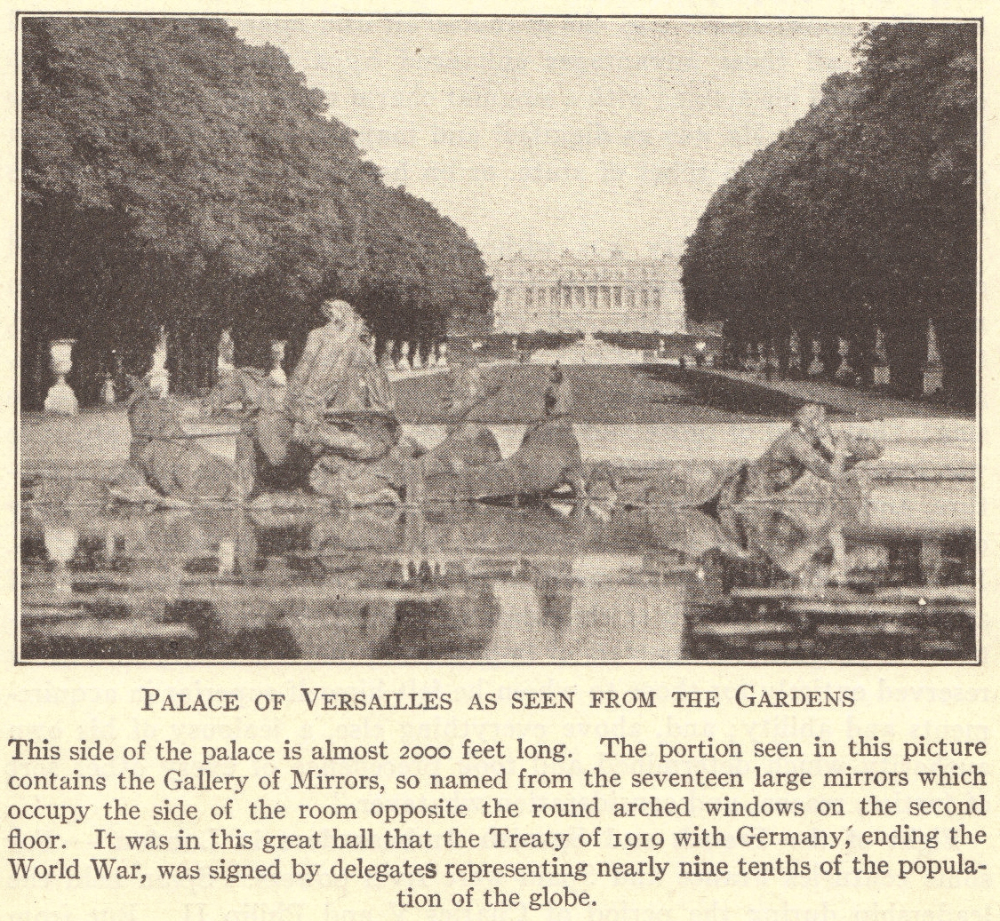 PALACE OF VERSAILLES AS SEEN FROM THE GARDENS
This side of the palace is almost 2000 feet long. The portion seen in this picture
contains the Gallery of Mirrors, so named from the seventeen large mirrors which
occupy the side of the room opposite the round arched windows on the second
floor. It was in this great hall that the Treaty of 1919 with Germany, ending the
World War, was signed by delegates representing nearly nine tenths of the popula-
tion of the globe.